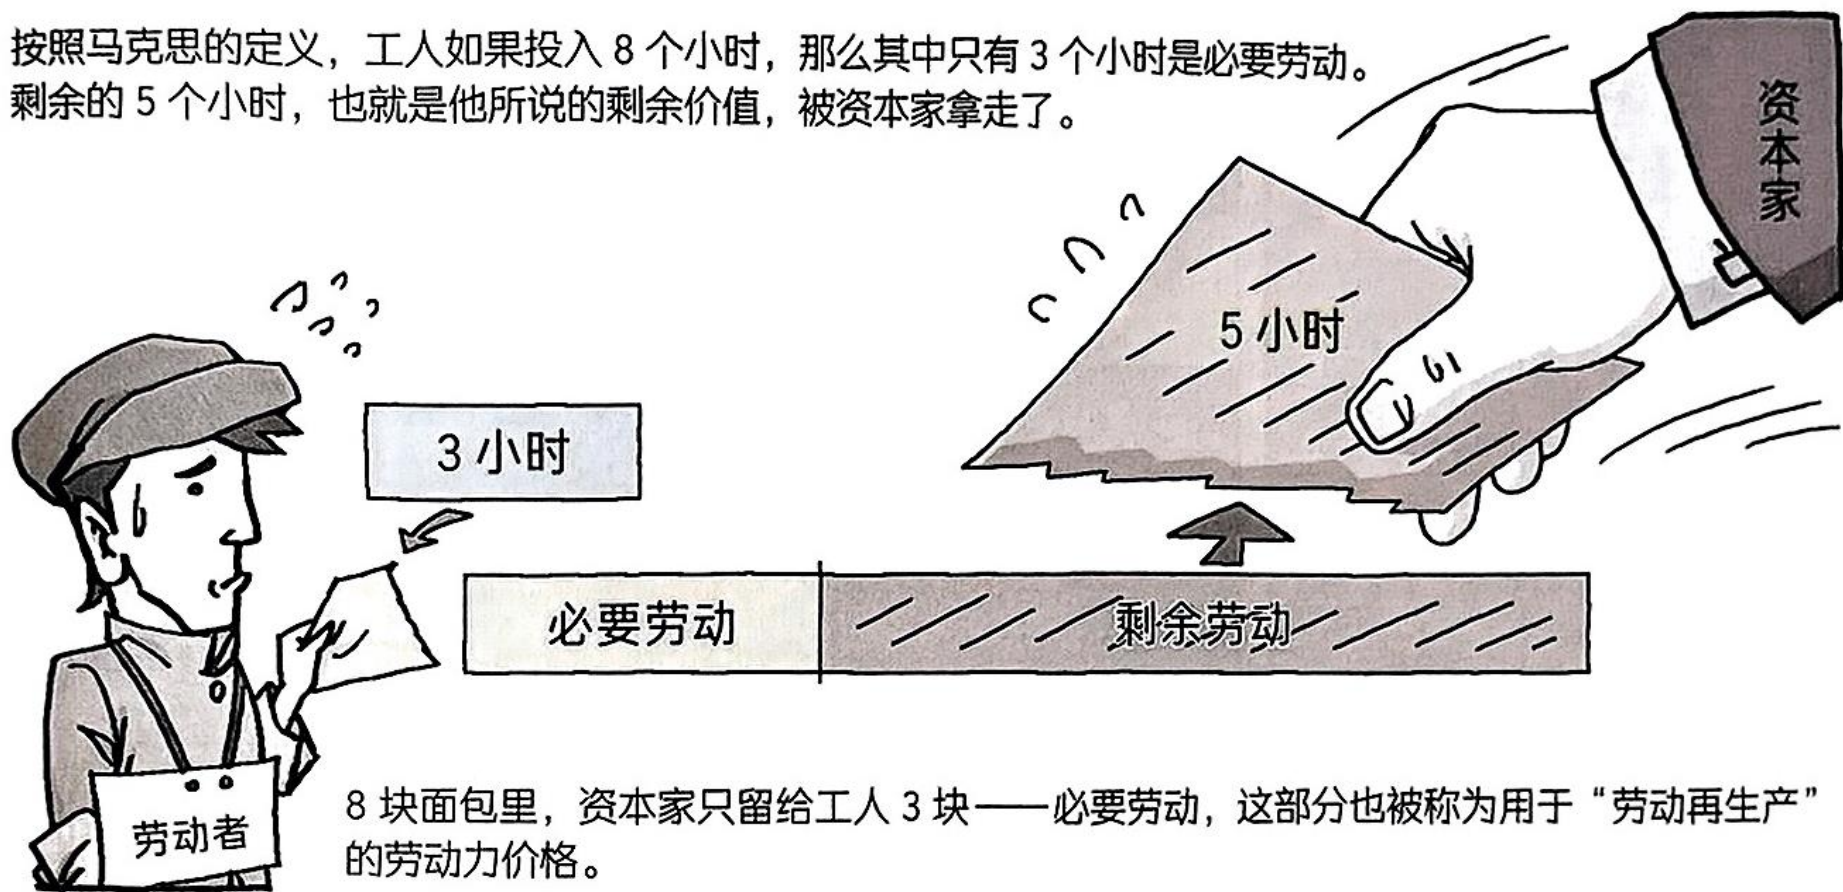 按照马克思的定义，工人如果投入 8 个小时，那么其中只有 3 个小时是必要劳动。
剩余的 5 个小时，也就是他所说的剩余价值，被资本家拿走了。
资本家
5 小时
3 小时
必要劳动
剩余劳动
劳动者
8 块面包里，资本家只留给工人 3 块——必要劳动，这部分也被称为用于“劳动再生产”
的劳动力价格。